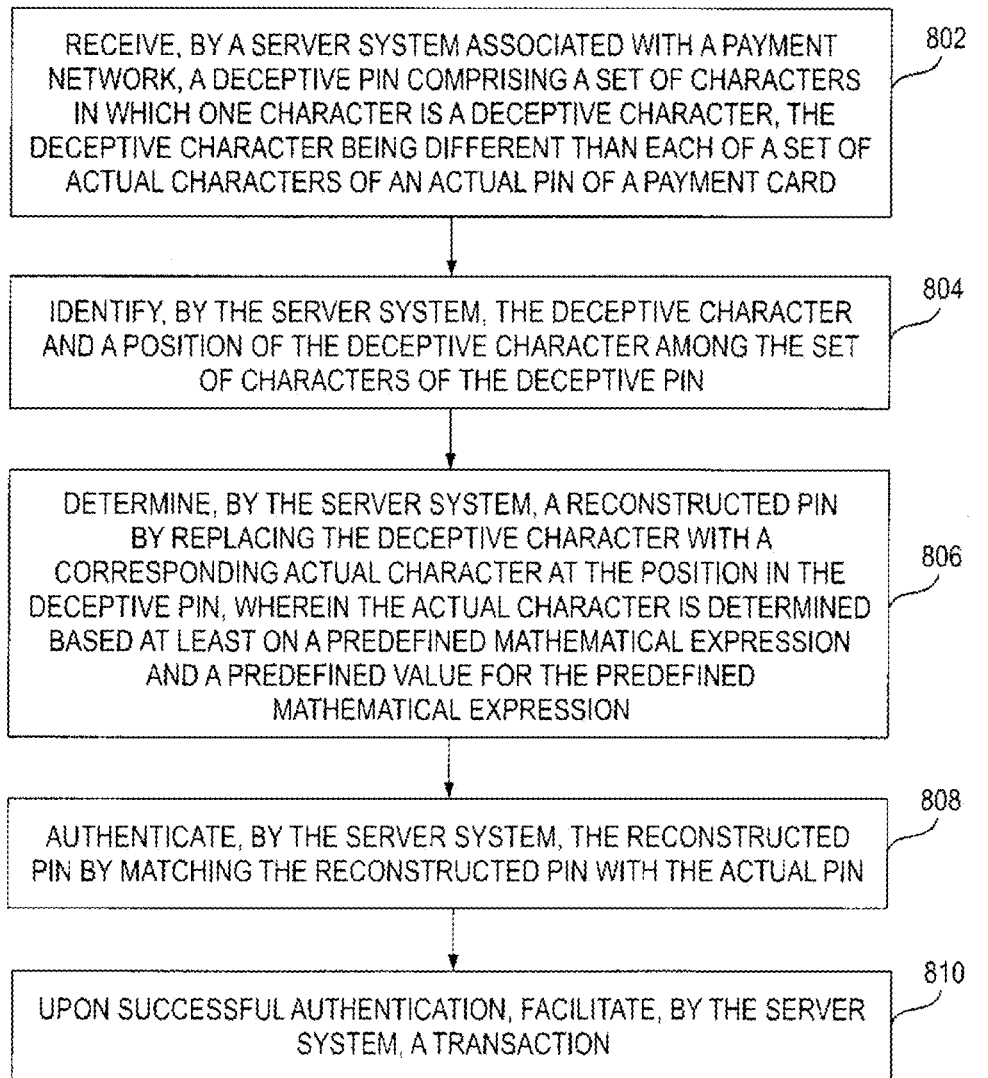 RECEIVE, BY A SERVER SYSTEM ASSOCIATED WITH A PAYMENT
NETWORK, A DECEPTIVE PIN COMPRISING A SET OF CHARACTERS
IN WHICH ONE CHARACTER IS A DECEPTIVE CHARACTER, THE
DECEPTIVE CHARACTER BEING DIFFERENT THAN EACH OF A SET OF
ACTUAL CHARACTERS OF AN ACTUAL PIN OF A PAYMENT CARD
802
IDENTIFY, BY THE SERVER SYSTEM, THE DECEPTIVE CHARACTER
AND A POSITION OF THE DECEPTIVE CHARACTER AMONG THE SET
OF CHARACTERS OF THE DECEPTIVE PIN
804
DETERMINE, BY THE SERVER SYSTEM, A RECONSTRUCTED PIN
BY REPLACING THE DECEPTIVE CHARACTER WITH A
CORRESPONDING ACTUAL CHARACTER AT THE POSITION IN THE
DECEPTIVE PIN, WHEREIN THE ACTUAL CHARACTER IS DETERMINED
BASED AT LEAST ON A PREDEFINED MATHEMATICAL EXPRESSION
AND A PREDEFINED VALUE FOR THE PREDEFINED
MATHEMATICAL EXPRESSION
806
AUTHENTICATE, BY THE SERVER SYSTEM, THE RECONSTRUCTED
PIN BY MATCHING THE RECONSTRUCTED PIN WITH THE ACTUAL PIN
808
UPON SUCCESSFUL AUTHENTICATION, FACILITATE, BY THE SERVER
SYSTEM, A TRANSACTION
810